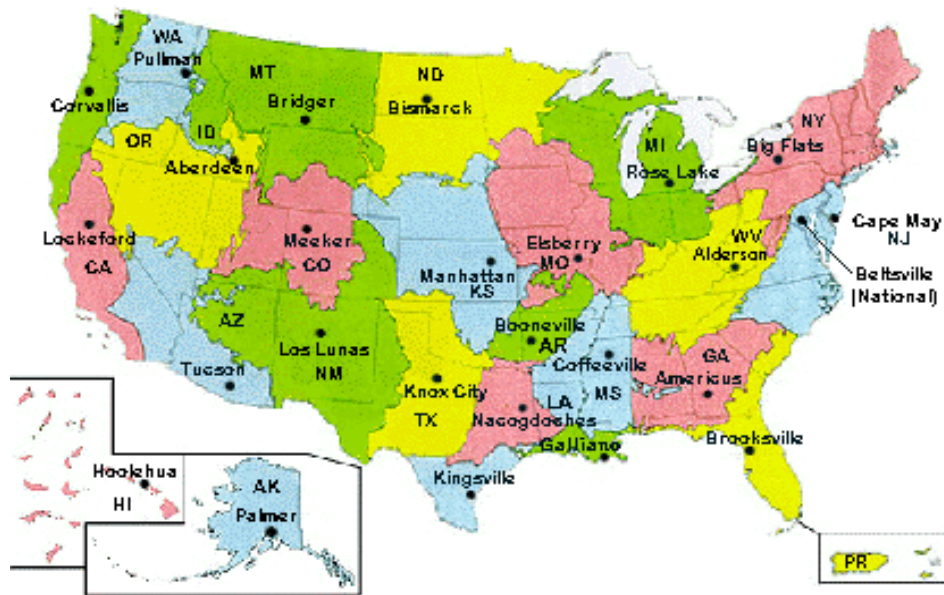 WA
Pullman
MT
ND
Bridger
Bismarck
Corvallis
NY
OR
ID
MI
Big Flats
Aberdeen
Rose Lake
Cape May
NJ
Lockeford
Meeker
Elsberry
WV
CA
CO
Manhattan
MO
Alderson
Beltsville
KS
(National)
AZ
Booneville
Los Lunas
AR
GA
Tucson
NM
Knox City
Coffeeville
Americus
TX
LA
MS
Nacogdoches
Galliano
Brooksville
Hoolehua
AK
Kingsville
HI
Palmer
PR